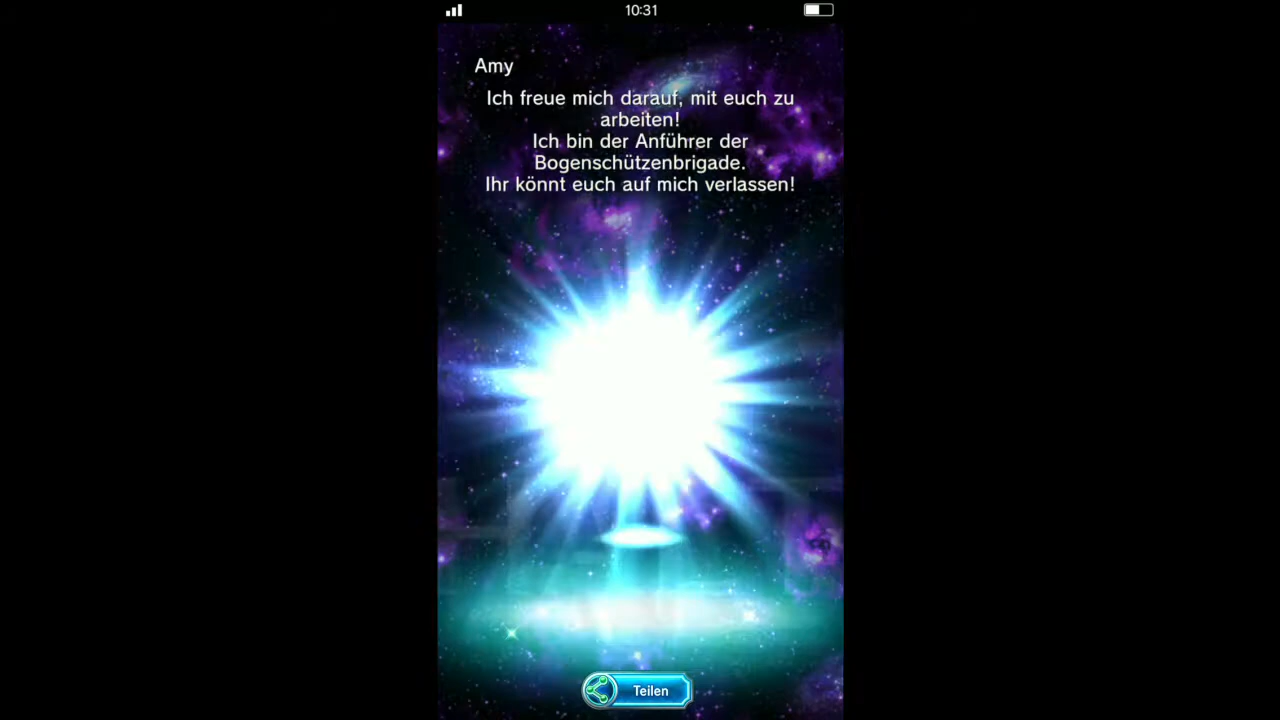 10:31
Amy
Ich freue mich darauf, mit euch zu
arbeiten!
Ich bin der Anführer der
Bogenschützenbrigade.
Ihr könnt euch auf mich verlassen!
Teilen